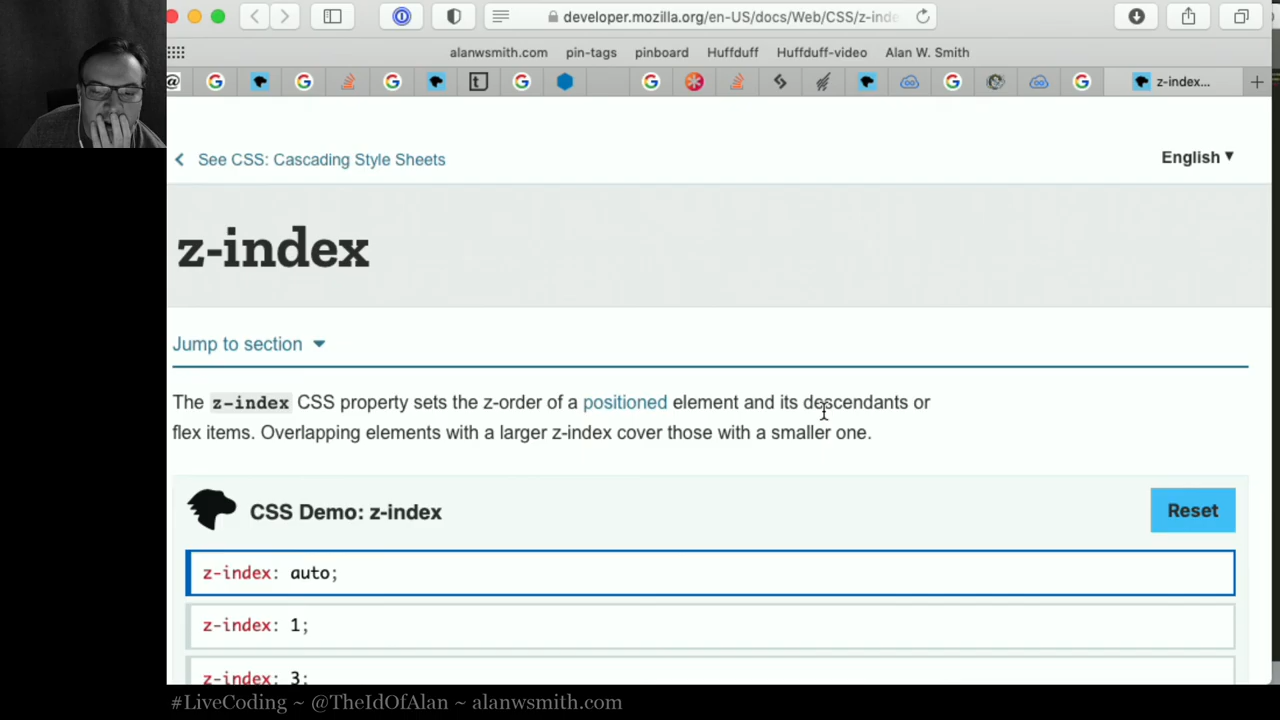 developer.mozilla.org/en-US/docs/Web/CSS/z-inde
alanwsmith.com pin-tags pinboard Huffduff Huffduff-video Alan W. Smith
z-index...
See CSS: Cascading Style Sheets
English
z-index
Jump to section
The z-index CSS property sets the z-order of a positioned element and its descendants or
flex items. Overlapping elements with a larger z-index cover those with a smaller one.
CSS Demo: z-index
Reset
z-index: auto;
z-index: 1;
z-index: 3;
#LiveCoding ~ @TheIdOfAlan ~ alanwsmith.com